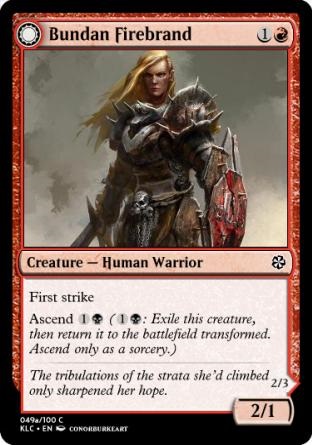 Bundan Firebrand 1
Creature — Human Warrior
First strike
Ascend 1 ( 1 : Exile this creature,
then return it to the battlefield transformed.
Ascend only as a sorcery.)
The tribulations of the strata she’d climbed
only sharpened her hope.
2/3
2/1
049a/100 C
KLC • EN CONORBURKEART